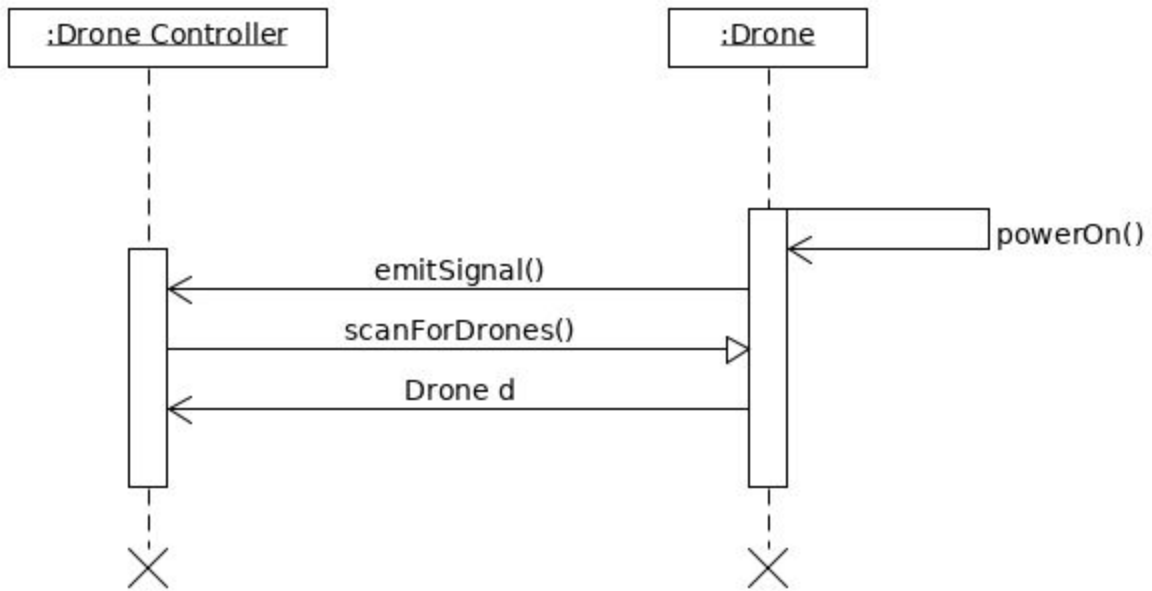 :Drone Controller
:Drone
powerOn()
emitSignal()
scanForDrones()
Drone d